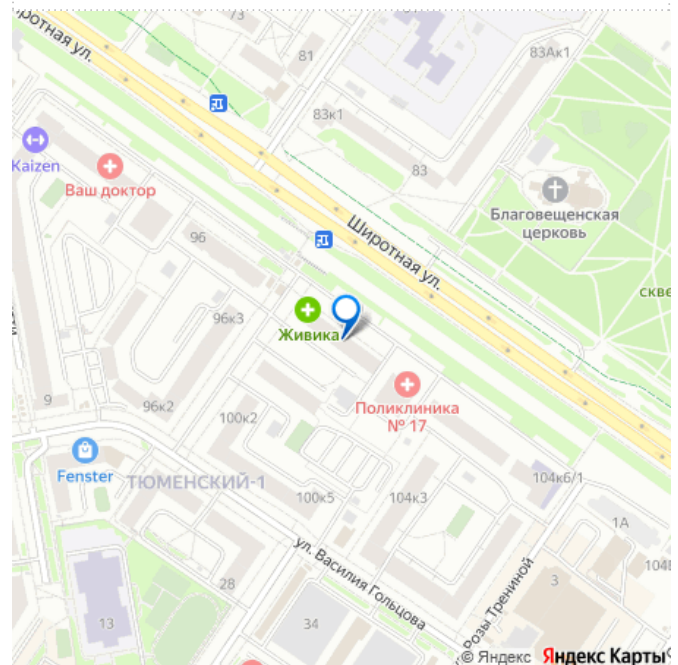 73
81
83Ак1
83к1
83
Широтная ул.
Kaizen
Ваш доктор
Благовещенская
церковь
96
Широтная ул.
скве
96к3
Живика
9
96к2
100к2
Поликлиника
№ 17
Fenster
ТЮМЕНСКИЙ-1
100к5
104к3
104к6/1
1А
ул. Василия Гольцова
Розы Трениной
3
28
13
34
© Яндекс Яндекс Карты